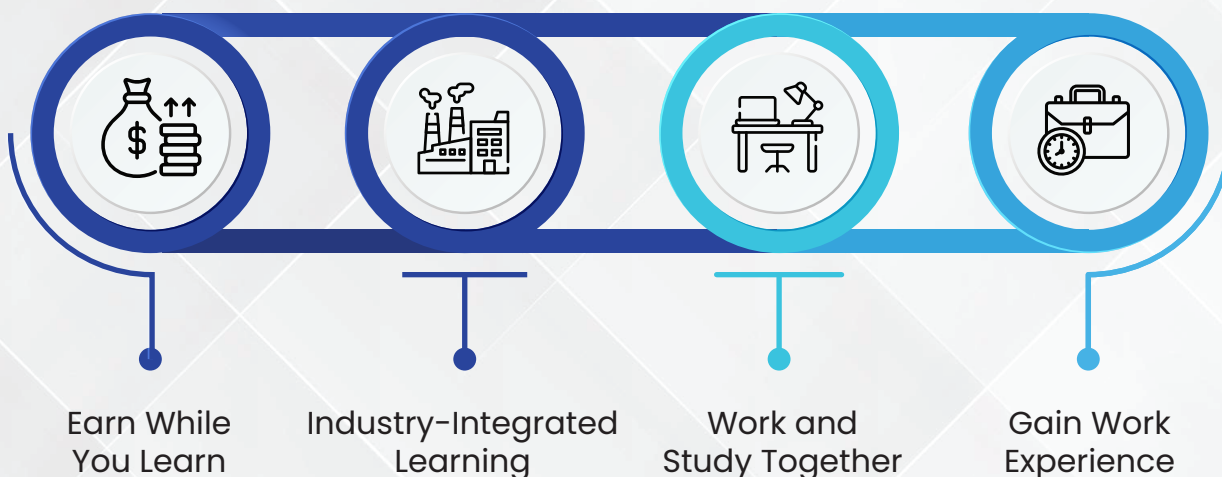 $
Earn While
You Learn
Industry-Integrated
Learning
Work and
Study Together
Gain Work
Experience